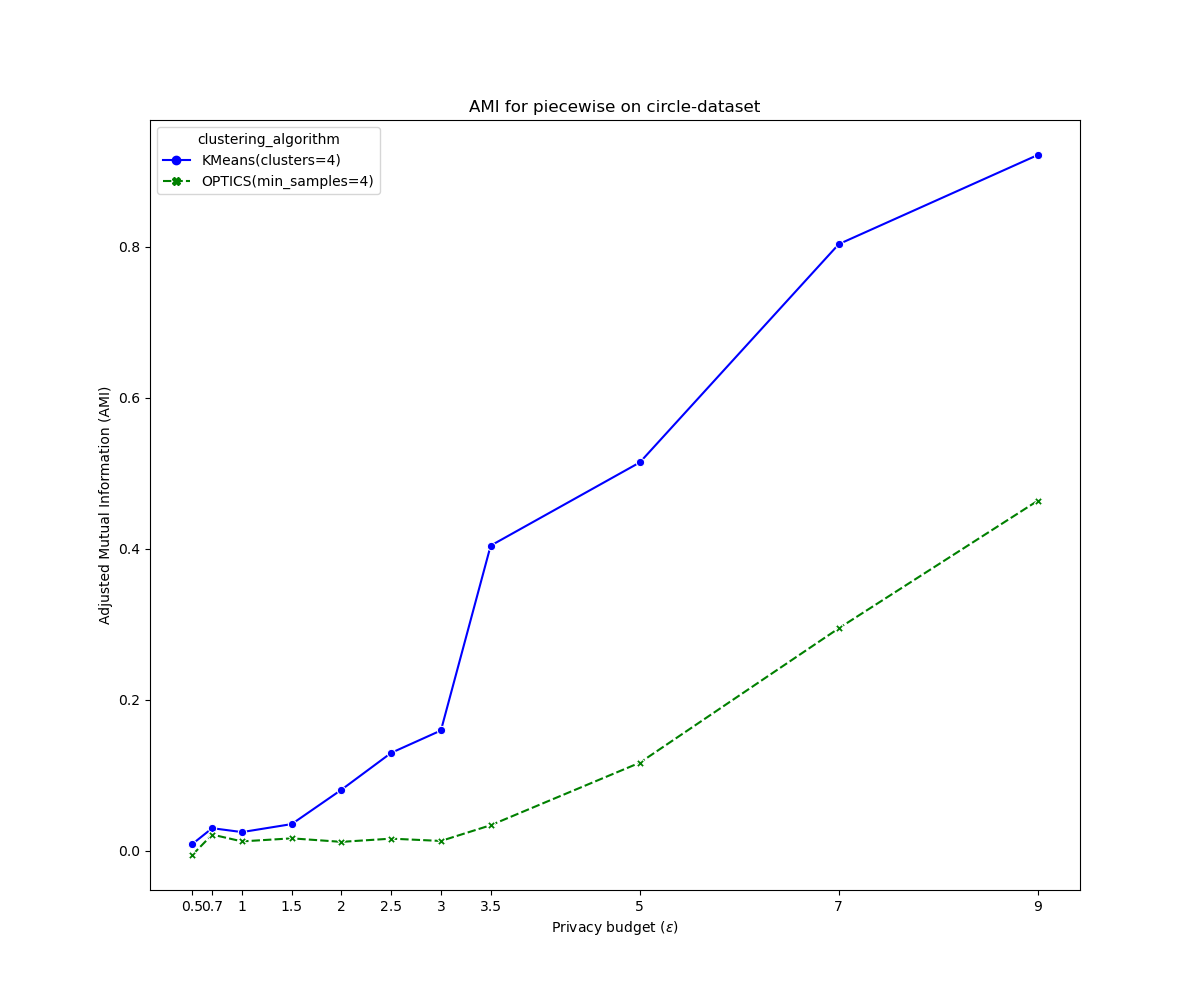 AMI for piecewise on circle-dataset
clustering_algorithm
KMeans(clusters=4)
OPTICS(min_samples=4)
Adjusted Mutual Information (AMI)
0.8
0.6
0.4
0.2
0.0
0.5 0.7 1 1.5 2 2.5 3 3.5 5 7 9
Privacy budget (ε)